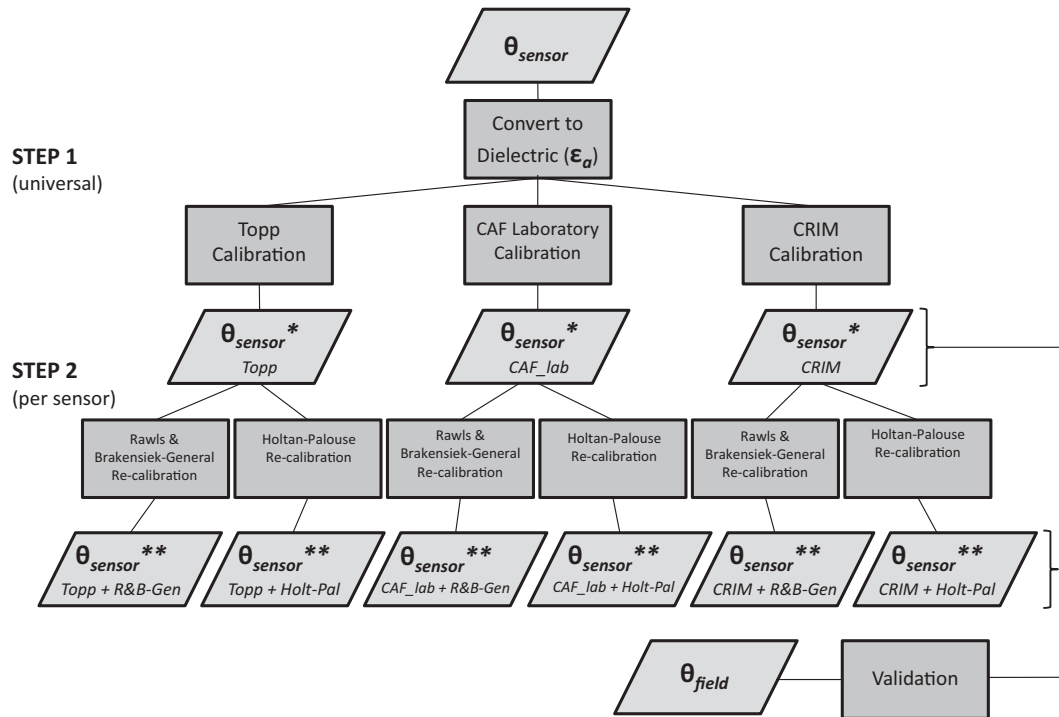 θsensor
Convert to
Dielectric (εa)
STEP 1
(universal)
Topp
Calibration
CAF Laboratory
Calibration
CRIM
Calibration
θsensor*
Topp
θsensor*
CAF_lab
θsensor*
CRIM
STEP 2
(per sensor)
Rawls &
Brakensiek-General
Re-calibration
Holtan-Palouse
Re-calibration
Rawls &
Brakensiek-General
Re-calibration
Holtan-Palouse
Re-calibration
Rawls &
Brakensiek-General
Re-calibration
Holtan-Palouse
Re-calibration
θsensor**
Topp + R&B-Gen
θsensor**
Topp + Holt-Pal
θsensor**
CAF_lab + R&B-Gen
θsensor**
CAF_lab + Holt-Pal
θsensor**
CRIM + R&B-Gen
θsensor**
CRIM + Holt-Pal
θfield
Validation